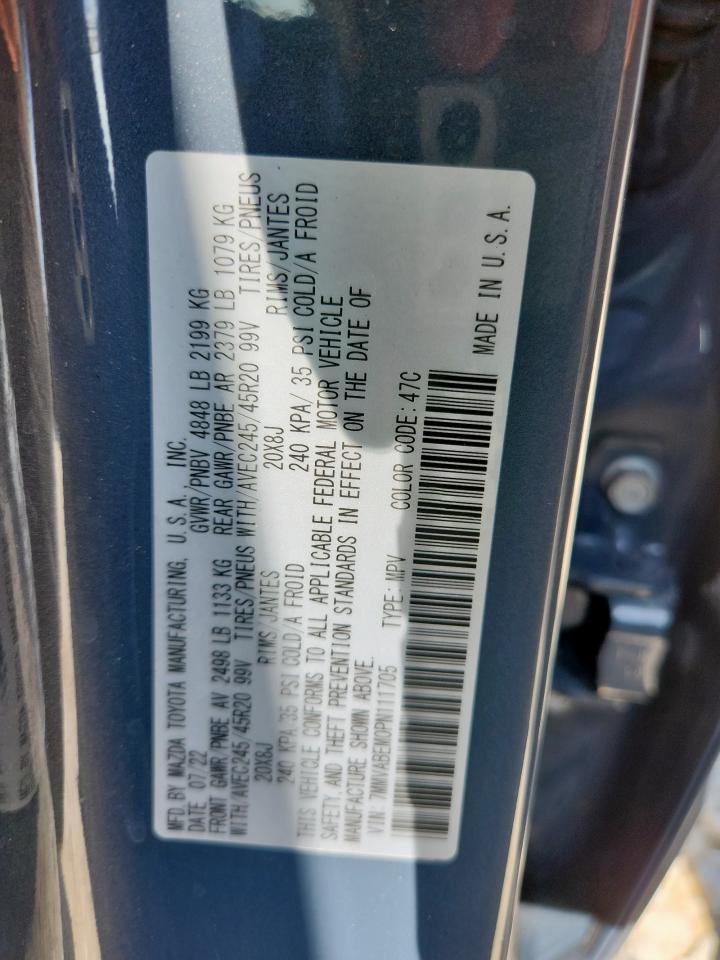 MFD. BY MAZDA TOYOTA MANUFACTURING, U.S.A., INC.
DATE 07/22 GVWR/PNBV 4848 LB 2199 KG
FRONT GAWR/PNBE AV 2498 LB 1133 KG REAR GAWR/PNBE AR 2379 LB 1079 KG
WITH/AVEC245/45R20 99V TIRES/PNEUS WITH/AVEC245/45R20 99V TIRES/PNEUS
20X8J RIMS/JANTES 20X8J RIMS/JANTES
240 KPA/ 35 PSI COLD/A FROID 240 KPA/ 35 PSI COLD/A FROID
THIS VEHICLE CONFORMS TO ALL APPLICABLE FEDERAL MOTOR VEHICLE
SAFETY AND THEFT PREVENTION STANDARDS IN EFFECT ON THE DATE OF
MANUFACTURE SHOWN ABOVE.
VIN: 7MMVABEM0PN111705 TYPE: MPV COLOR CODE: 47C
MADE IN U.S.A.